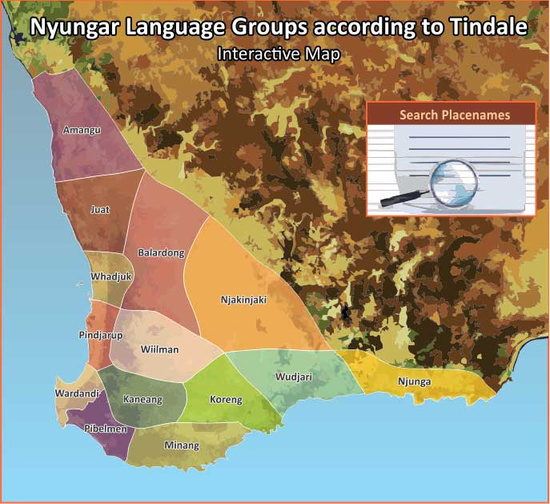 Nyungar Language Groups according to Tindale
Interactive Map
Search Placenames
Amangu
Juat
Balardong
Whadjuk
Njakinjaki
Pindjarup
Wiilman
Wudjari
Njunga
Wardandi
Kaneang
Koreng
Pibelmen
Minang